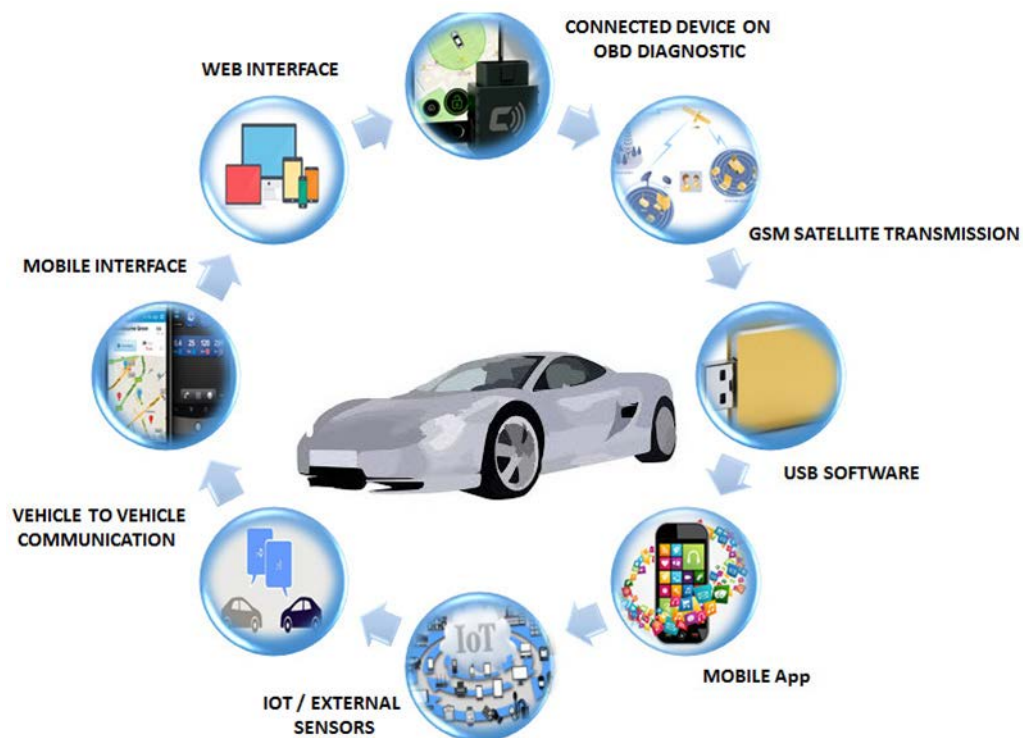 CONNECTED DEVICE ON
OBD DIAGNOSTIC
WEB INTERFACE
GSM SATELLITE TRANSMISSION
MOBILE INTERFACE
USB SOFTWARE
VEHICLE TO VEHICLE
COMMUNICATION
IoT
MOBILE App
IOT / EXTERNAL
SENSORS